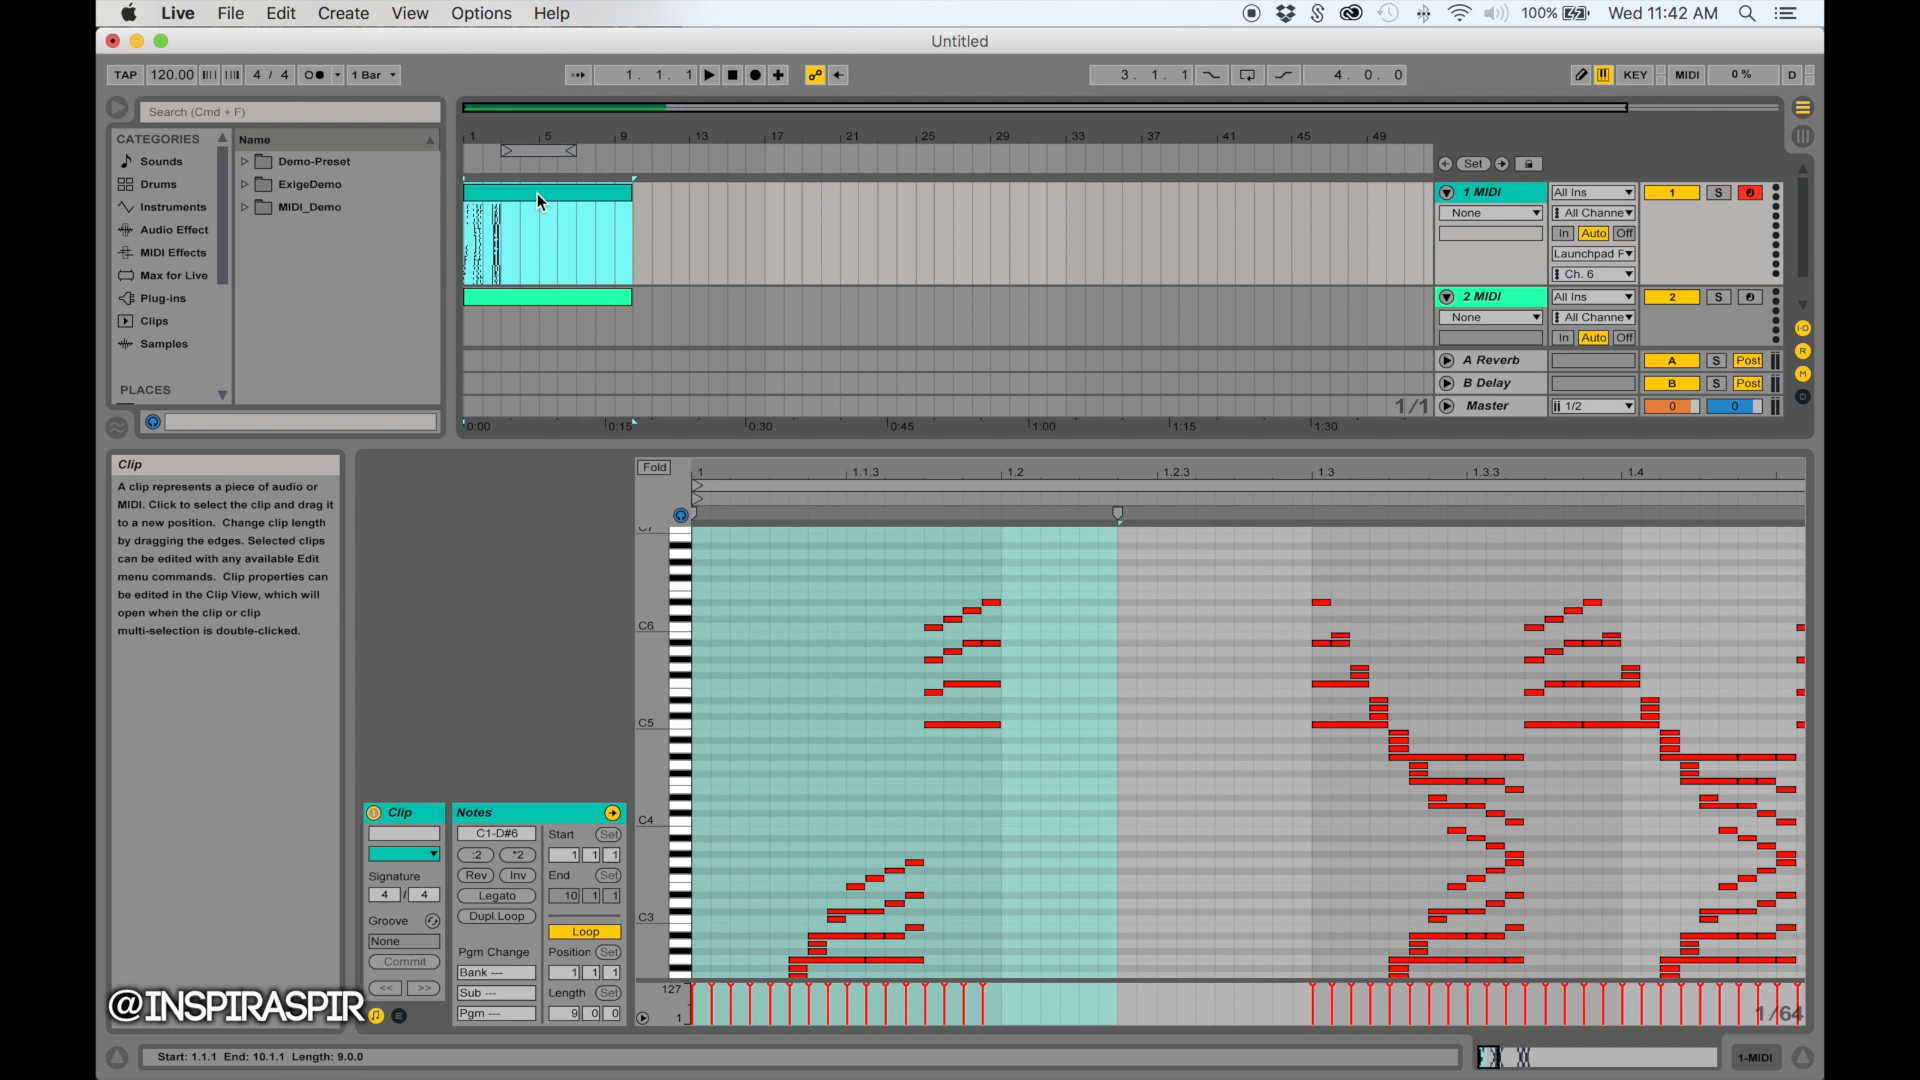 Live File Edit Create View Options Help 100% Wed 11:42 AM
Untitled
TAP 120.00 4 / 4 1 Bar 1. 1. 1 3. 1. 1 4. 0. 0 KEY MIDI 0 % D
Search (Cmd + F)
CATEGORIES
Sounds
Drums
Instruments
Audio Effect
MIDI Effects
Max for Live
Plug-ins
Clips
Samples
PLACES
Name
Demo-Preset
ExigeDemo
MIDI_Demo
1 5 9 13 17 21 25 29 33 37 41 45 49
Set
1 MIDI All Ins 1 S
None All Channe
In Auto Off
Launchpad F
Ch. 6
2 MIDI All Ins 2 S
None All Channe
In Auto Off
A Reverb A S Post
B Delay B S Post
1/1 Master 1/2 0 0
0:00 0:15 0:30 0:45 1:00 1:15 1:30
I·O
R
M
D
Clip
A clip represents a piece of audio or
MIDI. Click to select the clip and drag it
to a new position. Change clip length
by dragging the edges. Selected clips
can be edited with any available Edit
menu commands. Clip properties can
be edited in the Clip View, which will
open when the clip or clip
multi-selection is double-clicked.
Clip
Signature
4 / 4
Groove
None
Commit
<< >>
Notes
C1-D#6
:2 *2
Rev Inv
Legato
Dupl.Loop
Pgm Change
Bank ---
Sub ---
Pgm ---
Start Set
1 1 1
End Set
10 1 1
Loop
Position Set
1 1 1
Length Set
9 0 0
Fold
1 1.1.3 1.2 1.2.3 1.3 1.3.3 1.4
C7
C6
C5
C4
C3
127
1
1/64
@INSPIRASPIR
E
Start: 1.1.1 End: 10.1.1 Length: 9.0.0
1-MIDI